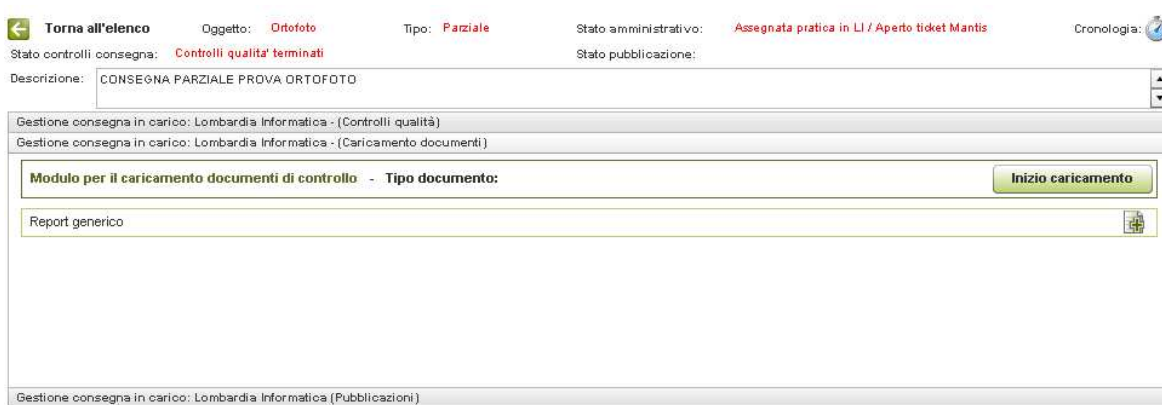 Torna all'elenco Oggetto: Ortofoto Tipo: Parziale Stato amministrativo: Assegnata pratica in LI / Aperto ticket Mantis Cronologia:
Stato controlli consegna: Controlli qualita' terminati Stato pubblicazione:
Descrizione: CONSEGNA PARZIALE PROVA ORTOFOTO
Gestione consegna in carico: Lombardia Informatica - (Controlli qualità)
Gestione consegna in carico: Lombardia Informatica - (Caricamento documenti)
Modulo per il caricamento documenti di controllo - Tipo documento: Inizio caricamento
Report generico
Gestione consegna in carico: Lombardia Informatica (Pubblicazioni)